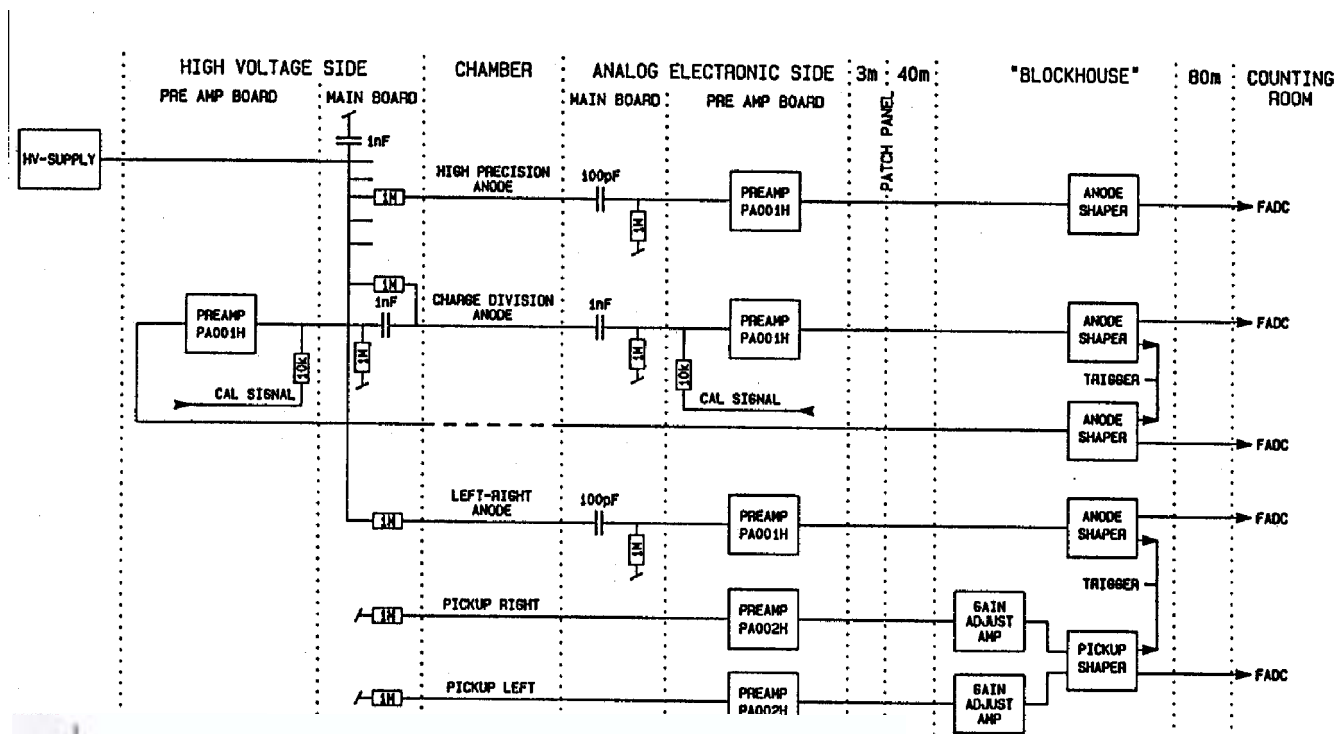 HIGH VOLTAGE SIDE
CHAMBER
ANALOG ELECTRONIC SIDE
3m
40m
"BLOCKHOUSE"
80m
COUNTING
ROOM
PRE AMP BOARD
MAIN BOARD
MAIN BOARD
PRE AMP BOARD
PATCH PANEL
HV-SUPPLY
1nF
1M
HIGH PRECISION
ANODE
100pF
1M
PREAMP
PA001H
ANODE
SHAPER
FADC
PREAMP
PA001H
10k
CAL SIGNAL
1M
1nF
1M
CHARGE DIVISION
ANODE
1nF
1M
10k
CAL SIGNAL
PREAMP
PA001H
ANODE
SHAPER
FADC
TRIGGER
ANODE
SHAPER
FADC
1M
LEFT-RIGHT
ANODE
100pF
1M
PREAMP
PA001H
ANODE
SHAPER
FADC
TRIGGER
1M
PICKUP RIGHT
PREAMP
PA002H
GAIN
ADJUST
AMP
PICKUP
SHAPER
FADC
1M
PICKUP LEFT
PREAMP
PA002H
GAIN
ADJUST
AMP